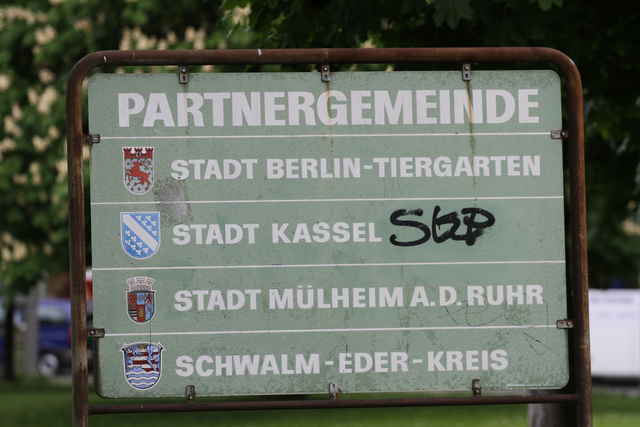 PARTNERGEMEINDE
STADT BERLIN-TIERGARTEN
STADT KASSEL
STADT MÜLHEIM A.D. RUHR
SCHWALM-EDER-KREIS